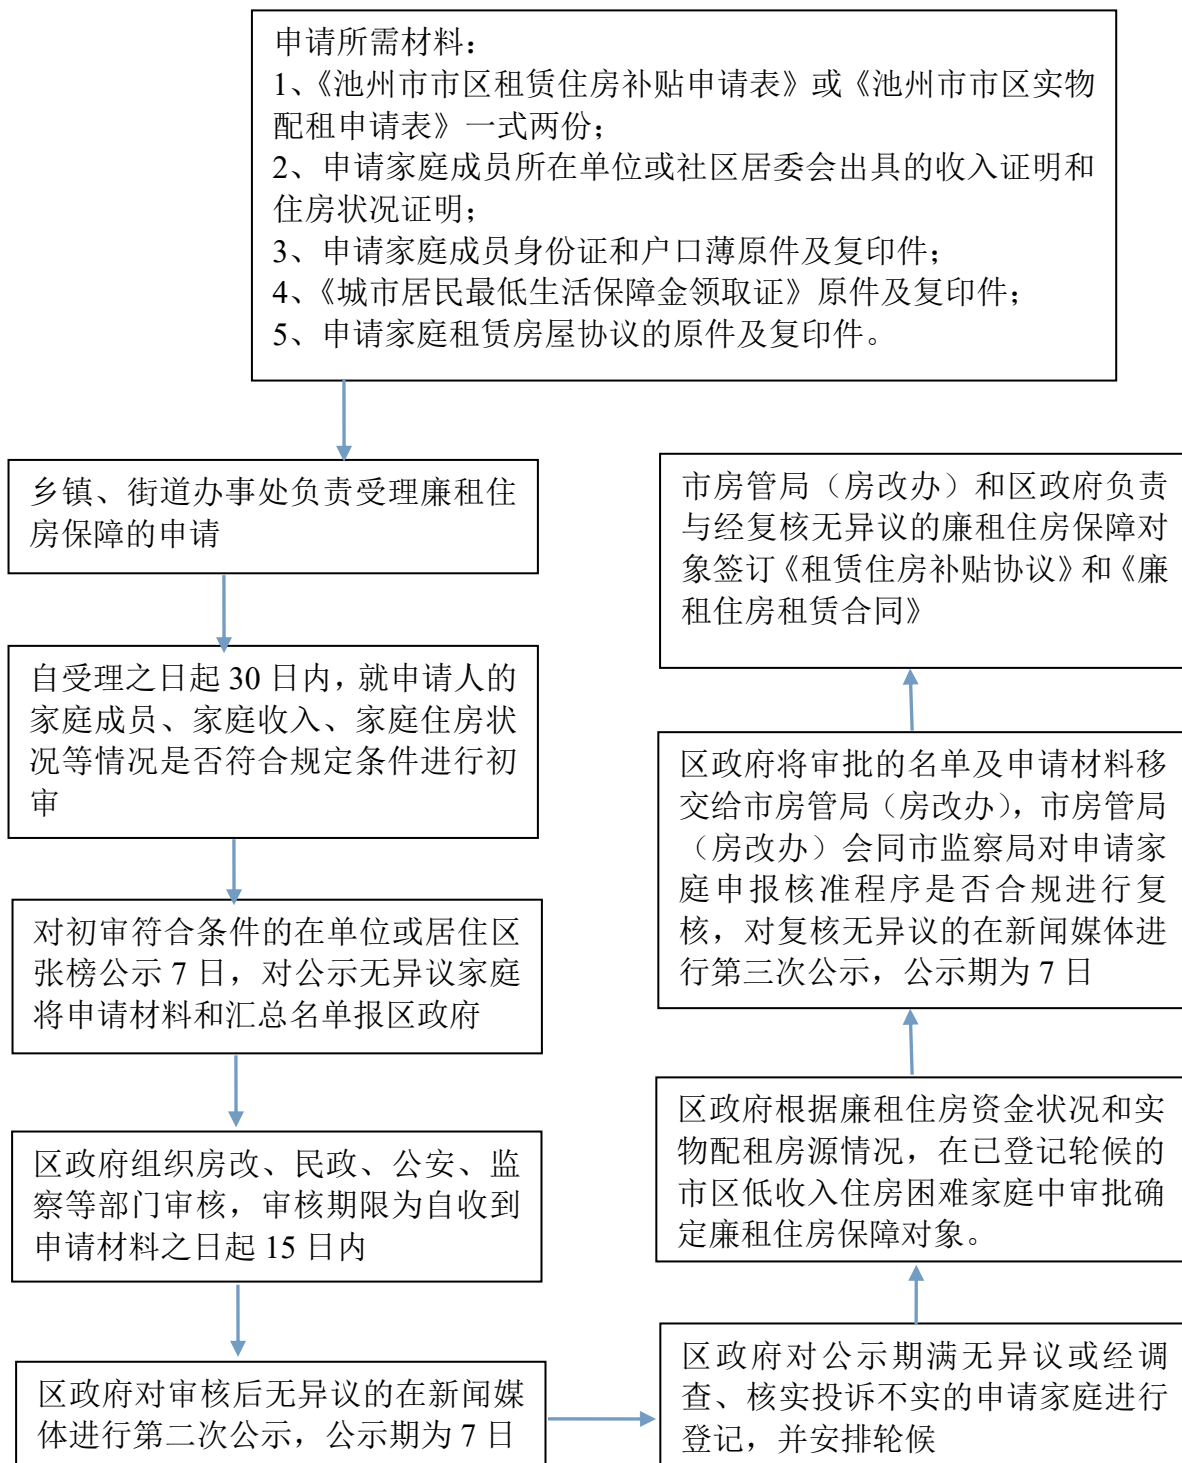 申请所需材料：
1、《池州市市区租赁住房补贴申请表》或《池州市市区实物
配租申请表》一式两份；
2、申请家庭成员所在单位或社区居委会出具的收入证明和
住房状况证明；
3、申请家庭成员身份证和户口薄原件及复印件；
4、《城市居民最低生活保障金领取证》原件及复印件；
5、申请家庭租赁房屋协议的原件及复印件。
乡镇、街道办事处负责受理廉租住
房保障的申请
自受理之日起 30 日内，就申请人的
家庭成员、家庭收入、家庭住房状
况等情况是否符合规定条件进行初
审
对初审符合条件的在单位或居住区
张榜公示 7 日，对公示无异议家庭
将申请材料和汇总名单报区政府
区政府组织房改、民政、公安、监
察等部门审核，审核期限为自收到
申请材料之日起 15 日内
区政府对审核后无异议的在新闻媒
体进行第二次公示，公示期为 7 日
区政府对公示期满无异议或经调
查、核实投诉不实的申请家庭进行
登记，并安排轮候
区政府根据廉租住房资金状况和实
物配租房源情况，在已登记轮候的
市区低收入住房困难家庭中审批确
定廉租住房保障对象。
区政府将审批的名单及申请材料移
交给市房管局（房改办），市房管局
（房改办）会同市监察局对申请家
庭申报核准程序是否合规进行复
核，对复核无异议的在新闻媒体进
行第三次公示，公示期为 7 日
市房管局（房改办）和区政府负责
与经复核无异议的廉租住房保障对
象签订《租赁住房补贴协议》和《廉
租住房租赁合同》